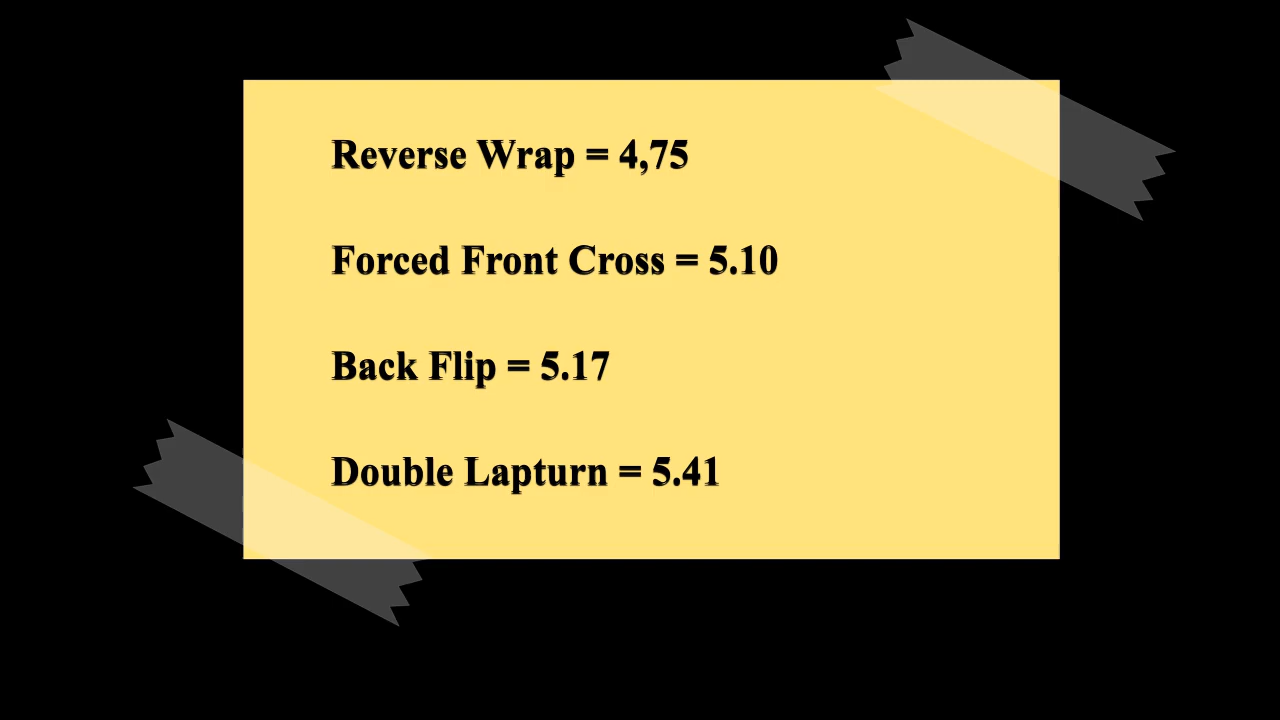 Reverse Wrap = 4,75
Forced Front Cross = 5.10
Back Flip = 5.17
Double Lapturn = 5.41